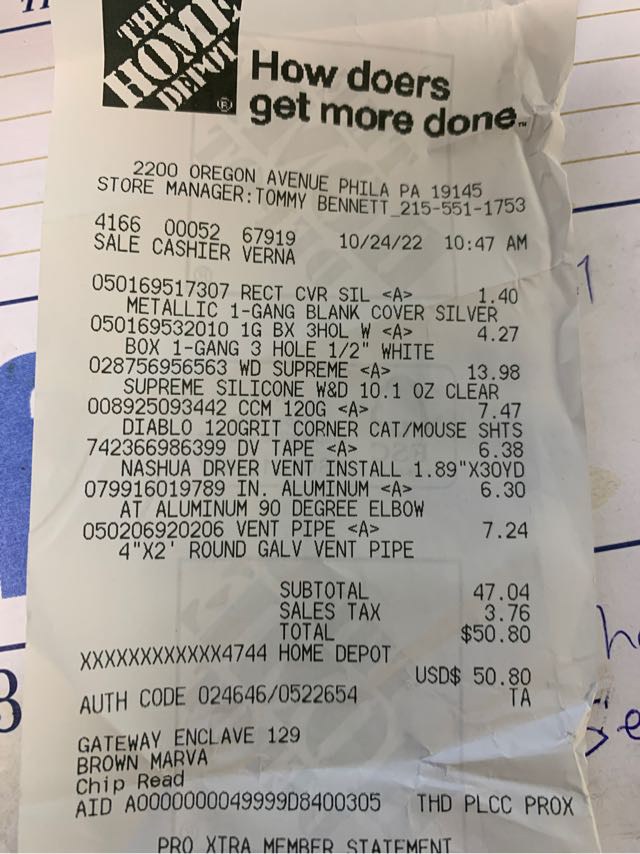 THE
HOME
DEPOT
How doers
get more done.™
2200 OREGON AVENUE PHILA PA 19145
STORE MANAGER:TOMMY BENNETT 215-551-1753
4166 00052 67919 10/24/22 10:47 AM
SALE CASHIER VERNA
050169517307 RECT CVR SIL <A> 1.40
METALLIC 1-GANG BLANK COVER SILVER
050169532010 1G BX 3HOL W <A> 4.27
BOX 1-GANG 3 HOLE 1/2" WHITE
028756956563 WD SUPREME <A> 13.98
SUPREME SILICONE W&D 10.1 OZ CLEAR
008925093442 CCM 120G <A> 7.47
DIABLO 120GRIT CORNER CAT/MOUSE SHTS
742366986399 DV TAPE <A> 6.38
NASHUA DRYER VENT INSTALL 1.89"X30YD
079916019789 IN. ALUMINUM <A> 6.30
AT ALUMINUM 90 DEGREE ELBOW
050206920206 VENT PIPE <A> 7.24
4"X2' ROUND GALV VENT PIPE
SUBTOTAL 47.04
SALES TAX 3.76
TOTAL $50.80
XXXXXXXXXXXX4744 HOME DEPOT
USD$ 50.80
AUTH CODE 024646/0522654 TA
GATEWAY ENCLAVE 129
BROWN MARVA
Chip Read
AID A0000000049999D8400305 THD PLCC PROX
PRO XTRA MEMBER STATEMENT